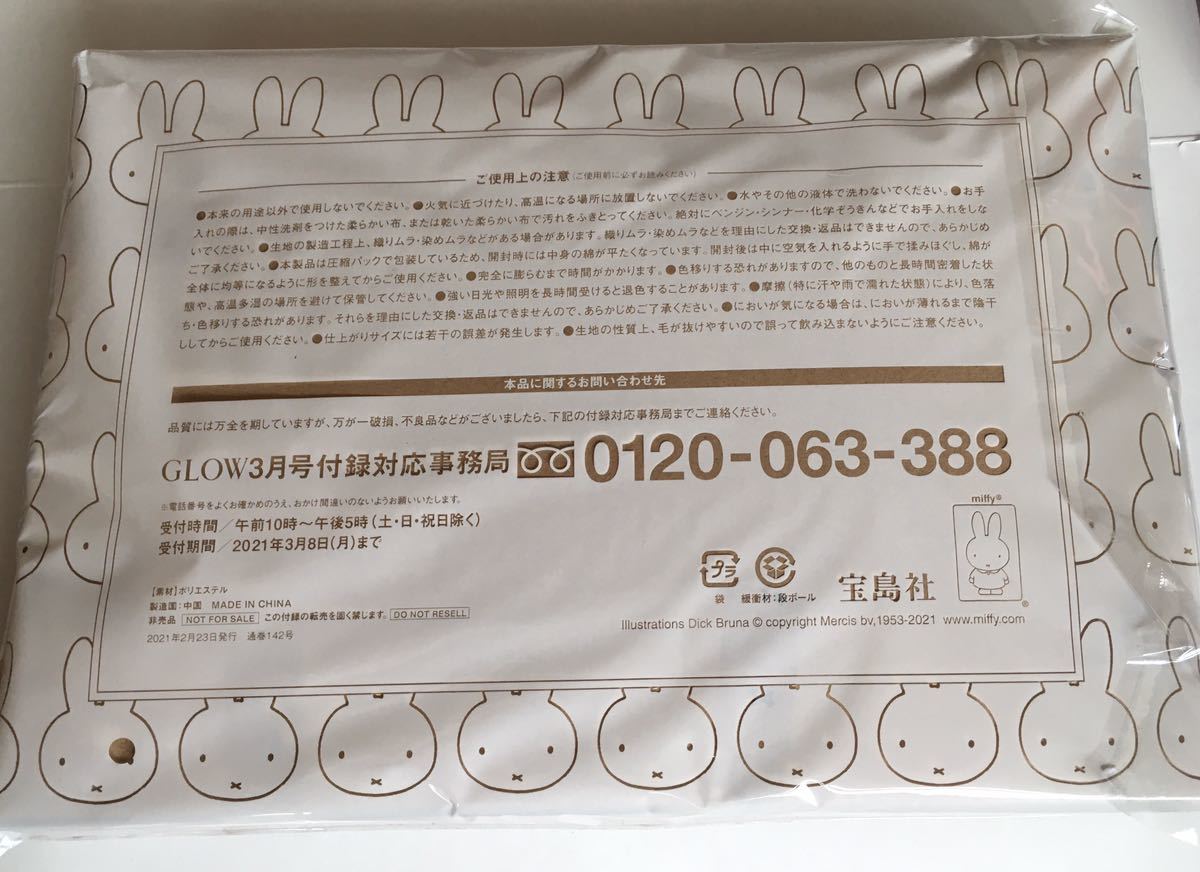 ご使用上の注意(ご使用前に必ずお読みください)
●本来の用途以外で使用しないでください。●火気に近づけたり、高温になる場所に放置しないでください。●水やその他の液体で洗わないでください。●お手
入れの際は、中性洗剤をつけた柔らかい布、または乾いた柔らかい布で汚れをふきとってください。絶対にベンジン・シンナー・化学ぞうきんなどでお手入れをしな
いでください。●生地の製造工程上、織りムラ・染めムラなどがある場合があります。織りムラ・染めムラなどを理由にした交換・返品はできませんので、あらかじめ
ご了承ください。●本製品は圧縮パックで包装しているため、開封時には中身の綿が平たくなっています。開封後は中に空気を入れるように手で揉みほぐし、綿が
全体に均等になるように形を整えてからご使用ください。●完全に膨らむまで時間がかかります。●色移りする恐れがありますので、他のものと長時間密着した状
態や、高温多湿の場所を避けて保管してください。●強い日光や照明を長時間受けると退色することがあります。●摩擦(特に汗や雨で濡れた状態)により、色落
ち・色移りする恐れがあります。それらを理由にした交換・返品はできませんので、あらかじめご了承ください。●においが気になる場合は、においが薄れるまで陰干
ししてからご使用ください。●仕上がりサイズには若干の誤差が発生します。●生地の性質上、毛が抜けやすいので誤って飲み込まないようにご注意ください。
本品に関するお問い合わせ先
品質には万全を期していますが、万が一破損、不良品などがございましたら、下記の付録対応事務局までご連絡ください。
GLOW3月号付録対応事務局 0120-063-388
※電話番号をよくお確かめのうえ、おかけ間違いのないようお願いいたします。
受付時間/午前10時〜午後5時(土・日・祝日除く)
受付期間/2021年3月8日(月)まで
miffy®
®
【素材】ポリエステル
製造国:中国 MADE IN CHINA
非売品 NOT FOR SALE この付録の転売を固く禁じます。 DO NOT RESELL
2021年2月23日発行 通巻142号
プラ
袋 緩衝材:段ボール
宝島社
Illustrations Dick Bruna © copyright Mercis bv,1953-2021 www.miffy.com